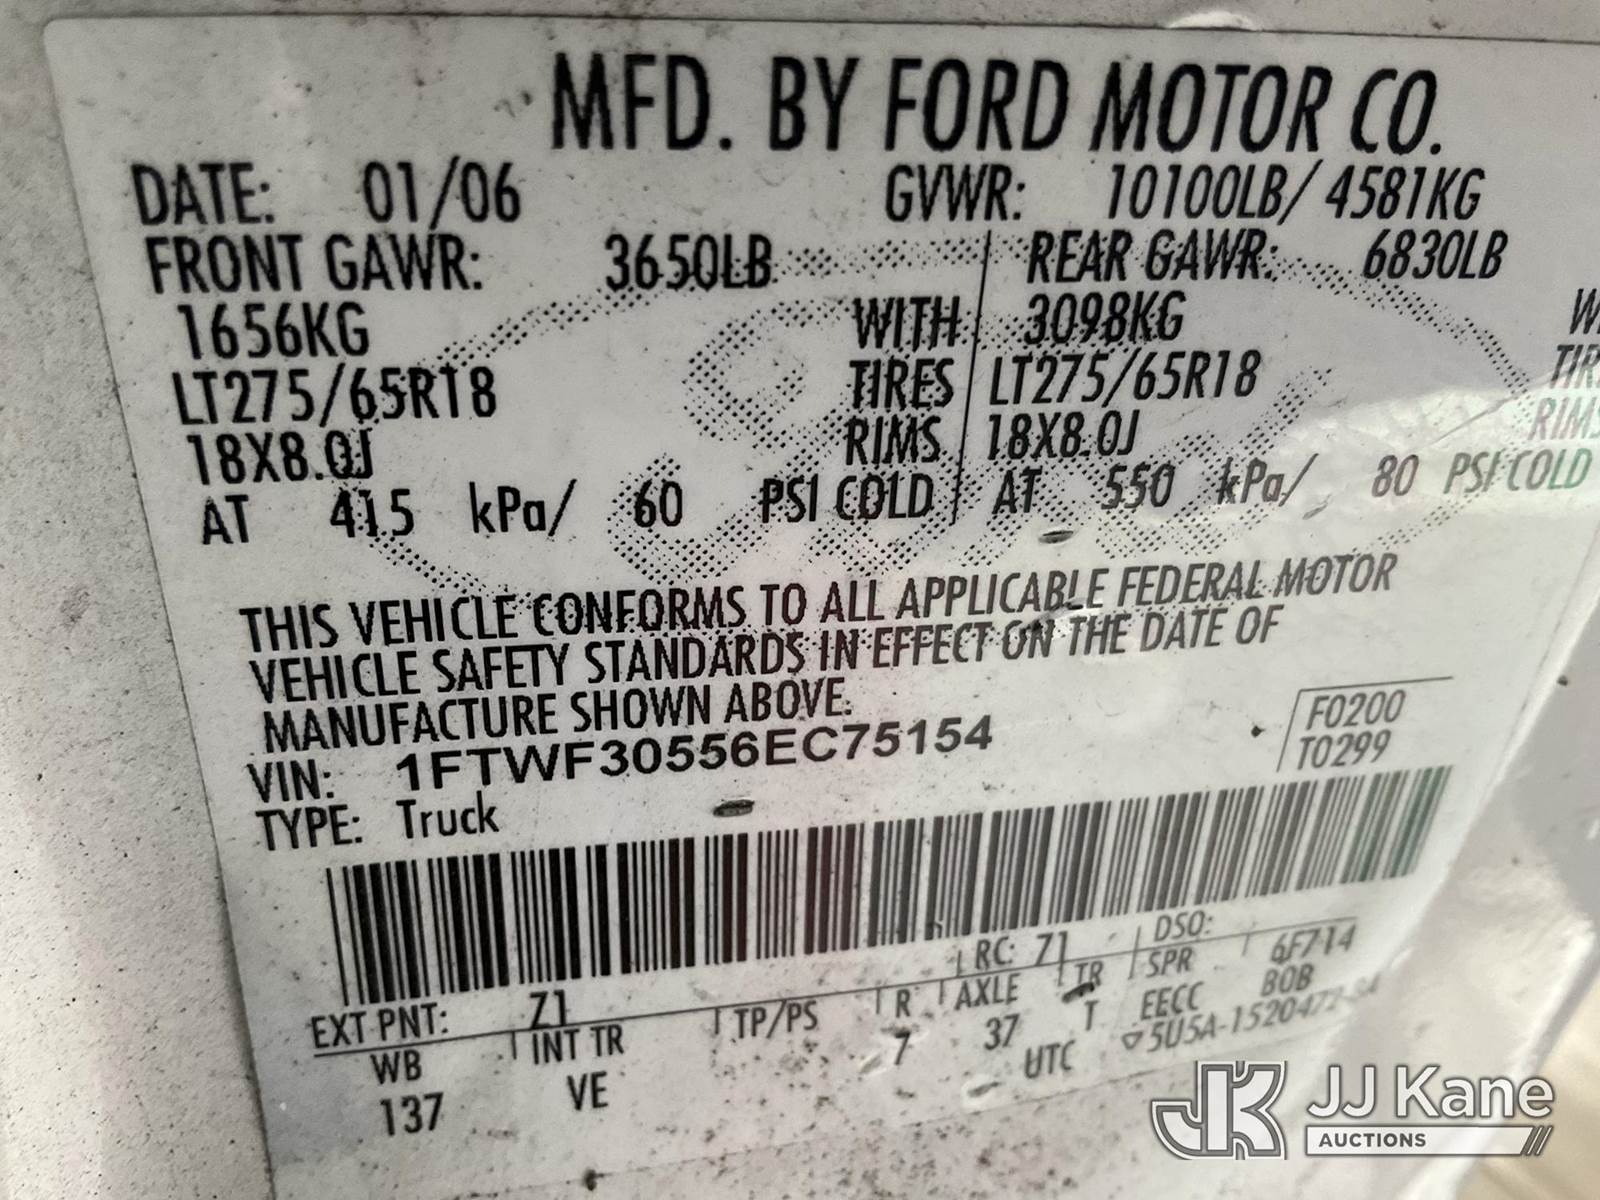 MFD. BY FORD MOTOR CO.
DATE: 01/06 GVWR: 10100LB/ 4581KG
FRONT GAWR: 3650LB REAR GAWR: 6830LB
1656KG WITH 3098KG
LT275/65R18 TIRES LT275/65R18
18X8.0J RIMS 18X8.0J RIMS
AT 415 kPa/ 60 PSI COLD AT 550 kPa/ 80 PSI COLD
THIS VEHICLE CONFORMS TO ALL APPLICABLE FEDERAL MOTOR
VEHICLE SAFETY STANDARDS IN EFFECT ON THE DATE OF
MANUFACTURE SHOWN ABOVE.
F0200
T0299
VIN: 1FTWF30556EC75154
TYPE: Truck
EXT PNT: Z1 RC: Z1 DSO:
WB INT TR TP/PS R AXLE TR SPR 6F714
137 VE 7 37 T EECC BOB
UTC ▽5U5A-1520472-
JK JJ Kane
AUCTIONS